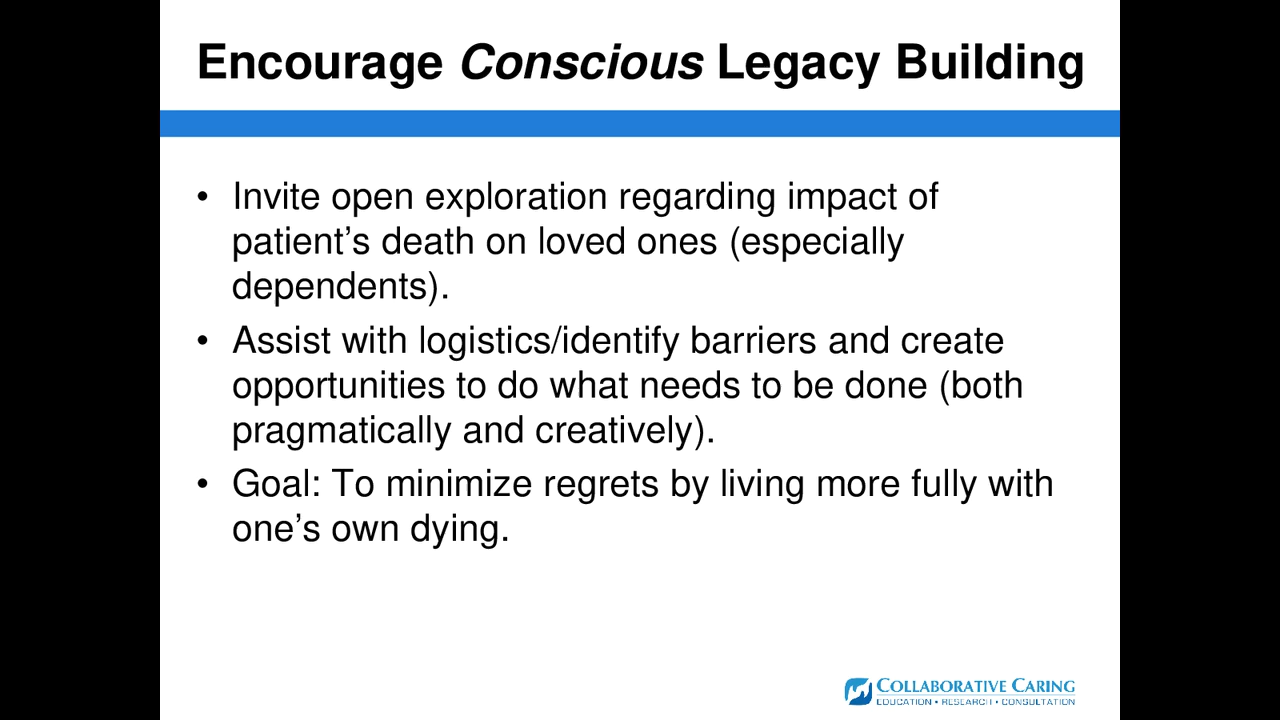 Encourage Conscious Legacy Building
• Invite open exploration regarding impact of
patient’s death on loved ones (especially
dependents).
• Assist with logistics/identify barriers and create
opportunities to do what needs to be done (both
pragmatically and creatively).
• Goal: To minimize regrets by living more fully with
one’s own dying.
COLLABORATIVE CARING
EDUCATION • RESEARCH • CONSULTATION